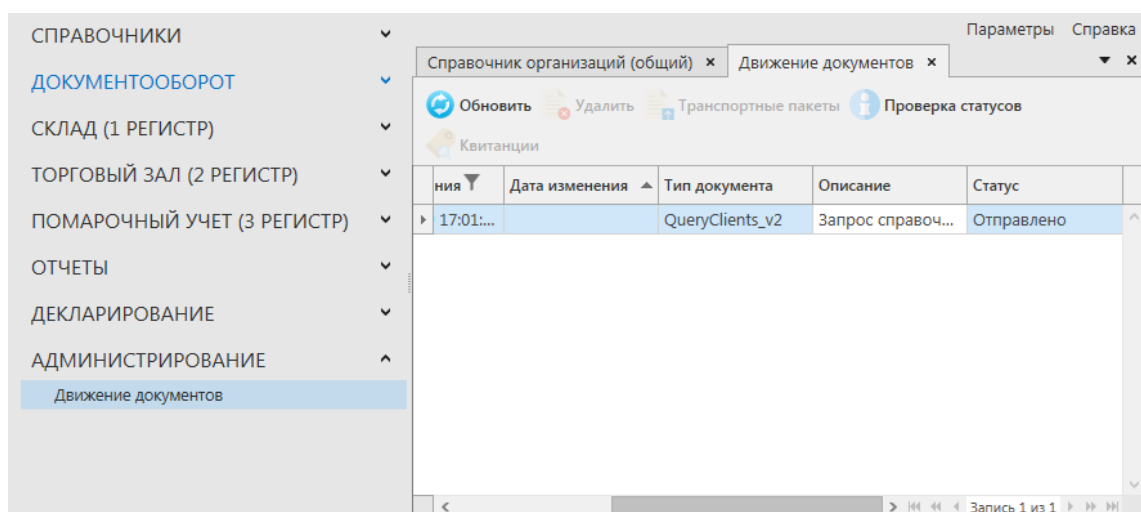 Параметры Справка
СПРАВОЧНИКИ
ДОКУМЕНТООБОРОТ
СКЛАД (1 РЕГИСТР)
ТОРГОВЫЙ ЗАЛ (2 РЕГИСТР)
ПОМАРОЧНЫЙ УЧЕТ (3 РЕГИСТР)
ОТЧЕТЫ
ДЕКЛАРИРОВАНИЕ
АДМИНИСТРИРОВАНИЕ
Движение документов
Справочник организаций (общий) Движение документов
Обновить Удалить Транспортные пакеты Проверка статусов
Квитанции
ния Дата изменения Тип документа Описание Статус
17:01:... QueryClients_v2 Запрос справоч... Отправлено
Запись 1 из 1